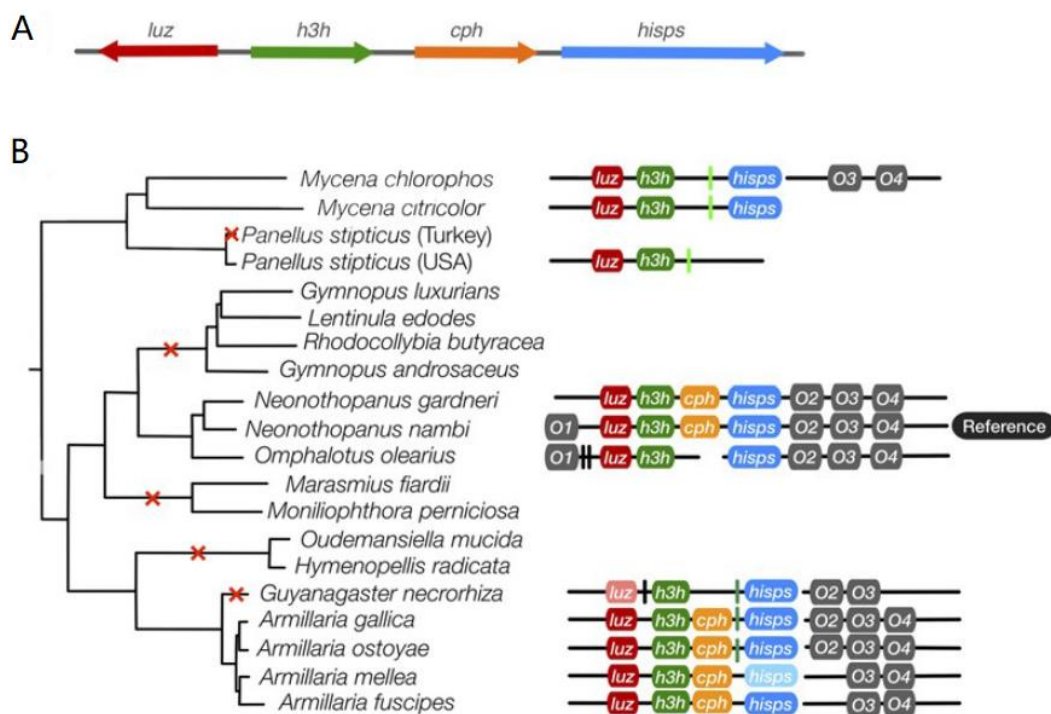 A
luz h3h cph hisps
B
Mycena chlorophos luz h3h hisps O3 O4
Mycena citricolor luz h3h hisps
Panellus stipticus (Turkey)
Panellus stipticus (USA) luz h3h
Gymnopus luxurians
Lentinula edodes
Rhodocollybia butyracea
Gymnopus androsaceus
Neonothopanus gardneri luz h3h cph hisps O2 O3 O4
Neonothopanus nambi O1 luz h3h cph hisps O2 O3 O4 Reference
Omphalotus olearius O1 luz h3h hisps O2 O3 O4
Marasmius fiardii
Moniliophthora perniciosa
Oudemansiella mucida
Hymenopellis radicata
Guyanagaster necrorhiza luz h3h hisps O2 O3
Armillaria gallica luz h3h cph hisps O2 O3 O4
Armillaria ostoyae luz h3h cph hisps O2 O3 O4
Armillaria mellea luz h3h cph hisps O3 O4
Armillaria fuscipes luz h3h cph hisps O3 O4